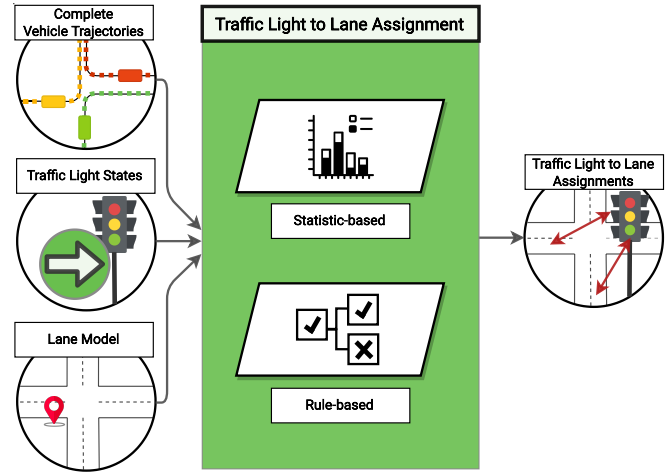 Complete
Vehicle Trajectories
Traffic Light to Lane Assignment
Traffic Light States
Statistic-based
Traffic Light to Lane
Assignments
Lane Model
Rule-based